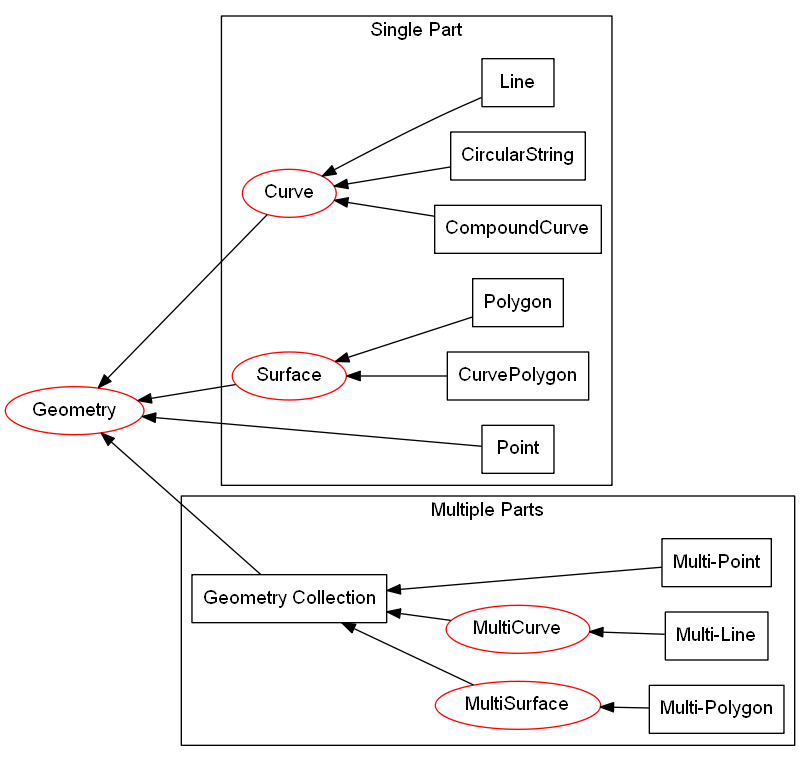 Single Part
Line
CircularString
Curve
CompoundCurve
Polygon
Surface
CurvePolygon
Geometry
Point
Multiple Parts
Multi-Point
Geometry Collection
MultiCurve
Multi-Line
MultiSurface
Multi-Polygon